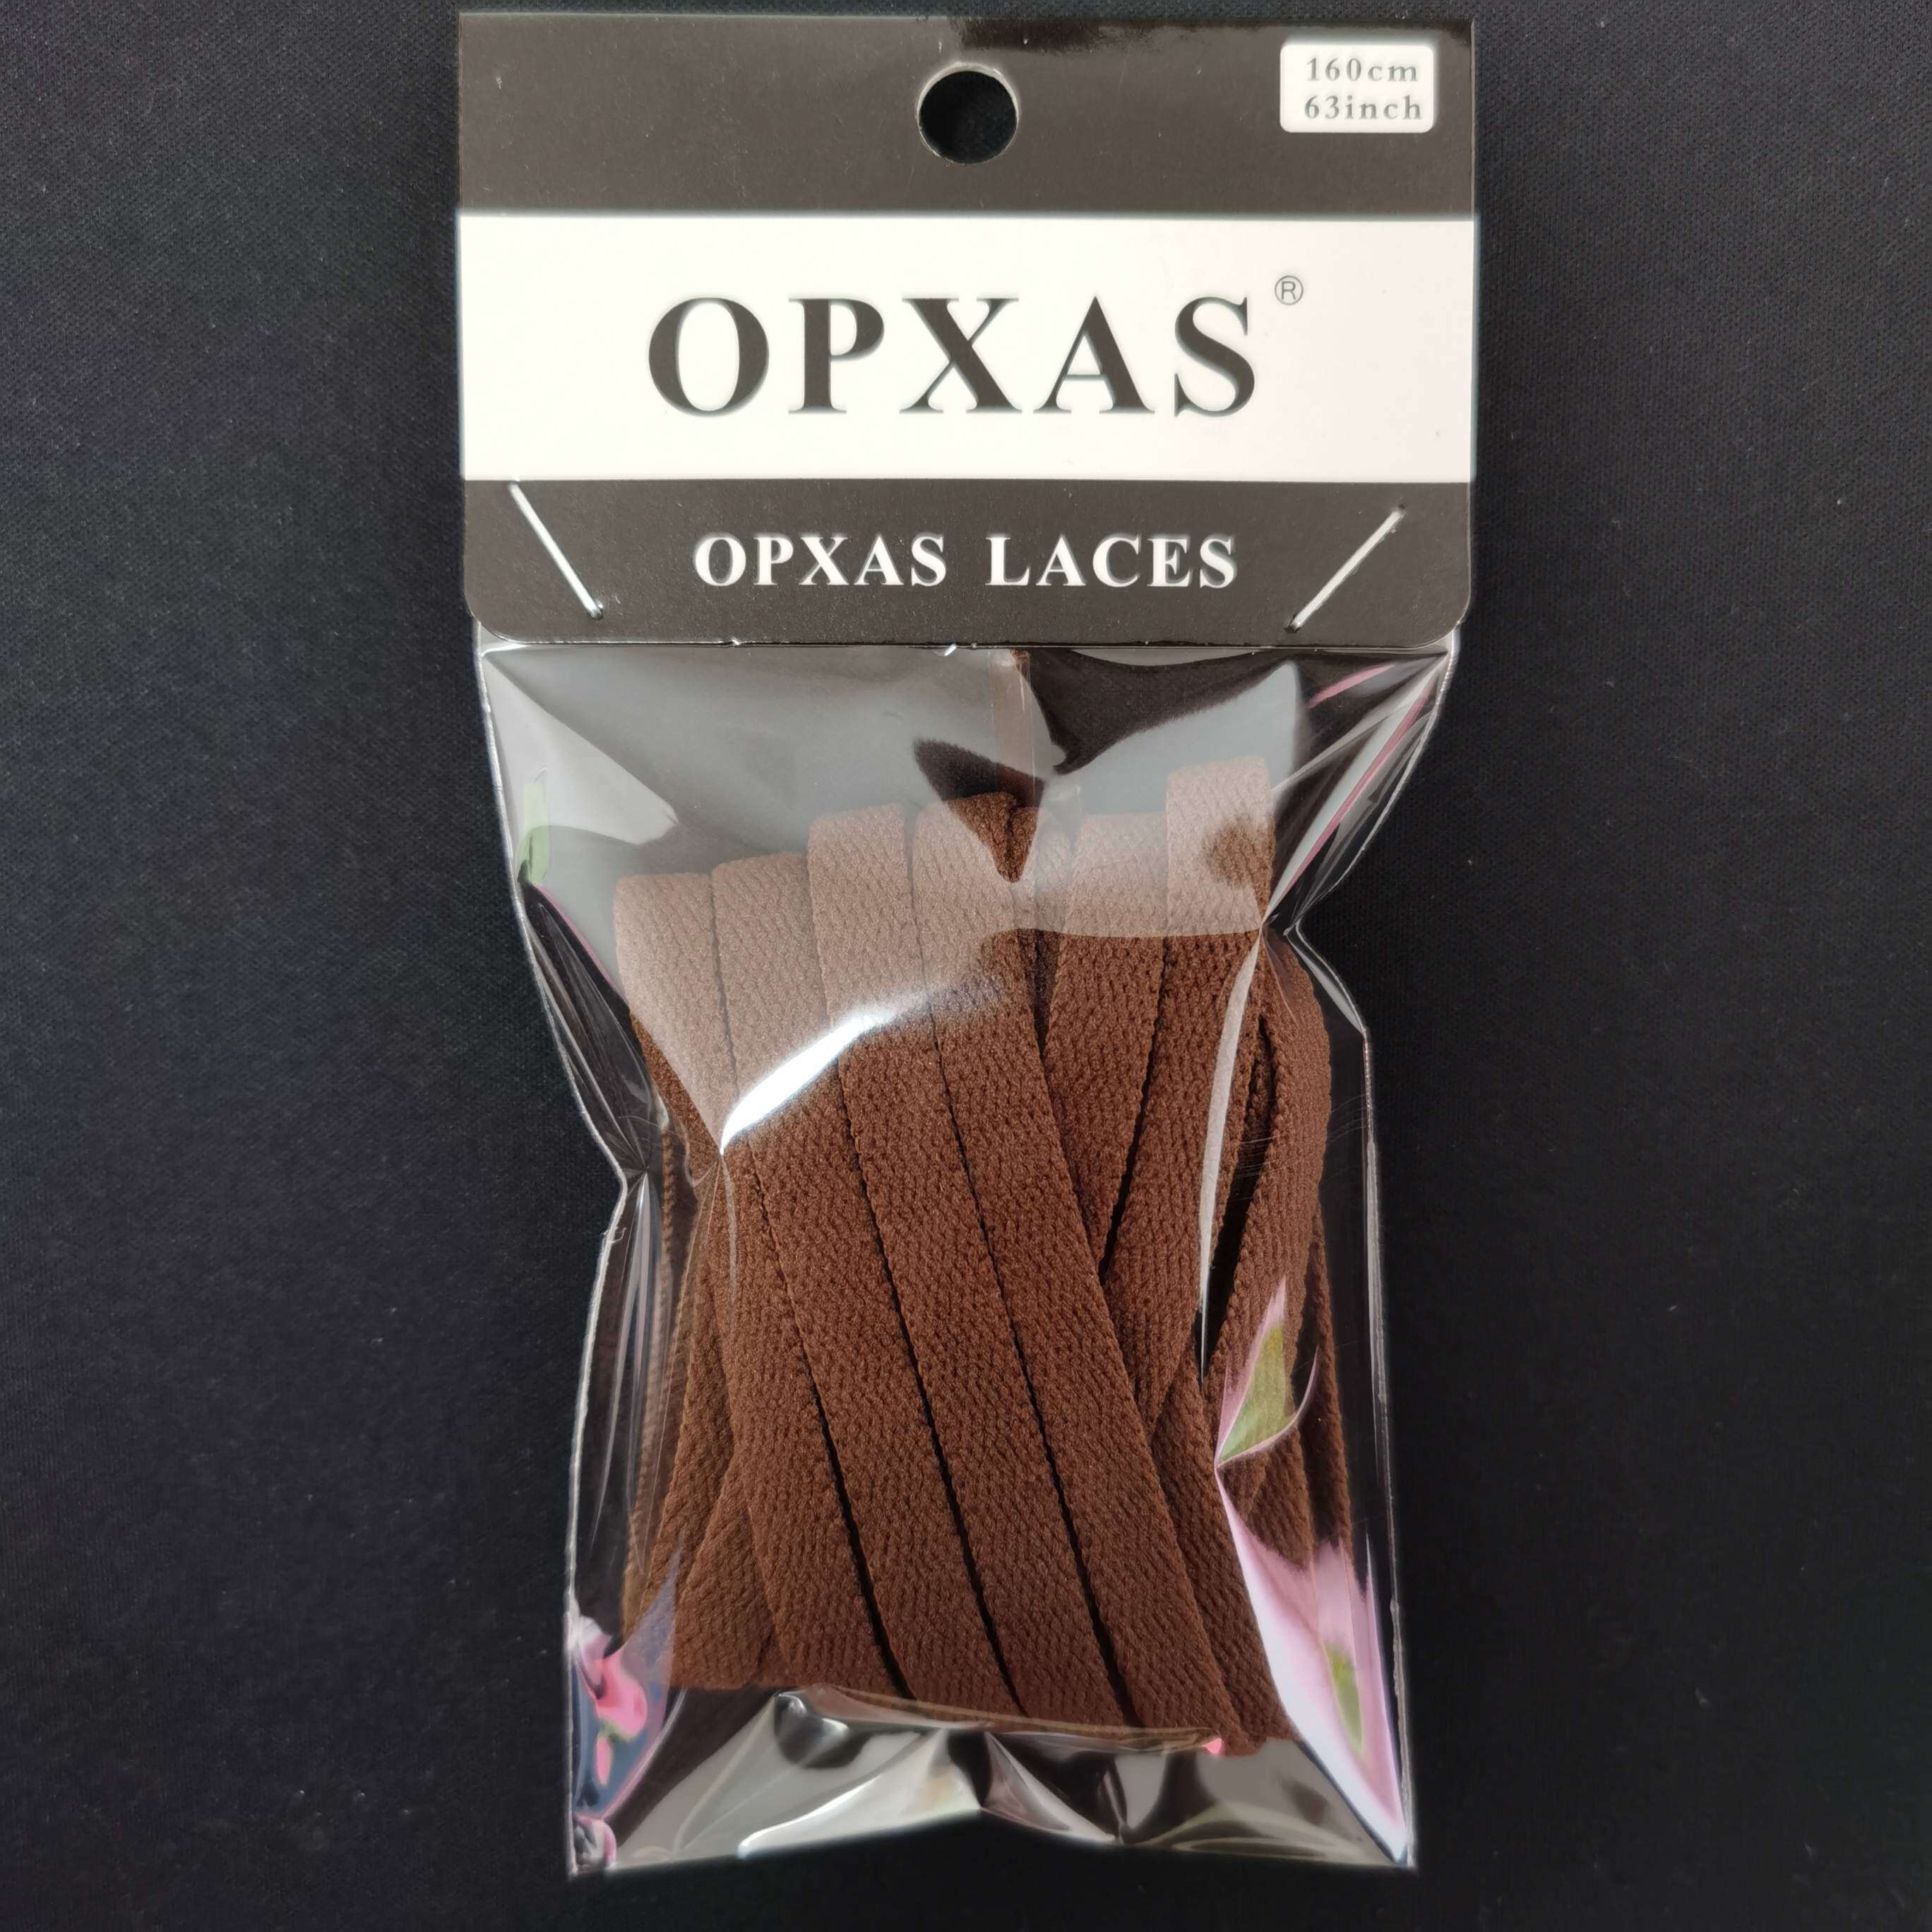 160cm
63inch
OPXAS®
OPXAS LACES